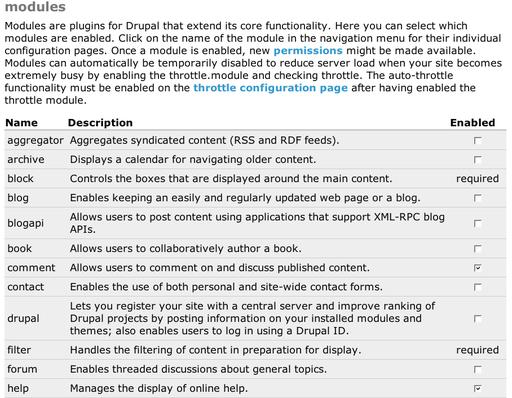 modules
Modules are plugins for Drupal that extend its core functionality. Here you can select which
modules are enabled. Click on the name of the module in the navigation menu for their individual
configuration pages. Once a module is enabled, new permissions might be made available.
Modules can automatically be temporarily disabled to reduce server load when your site becomes
extremely busy by enabling the throttle.module and checking throttle. The auto-throttle
functionality must be enabled on the throttle configuration page after having enabled the
throttle module.
Name Description Enabled
aggregator Aggregates syndicated content (RSS and RDF feeds).
archive Displays a calendar for navigating older content.
block Controls the boxes that are displayed around the main content. required
blog Enables keeping an easily and regularly updated web page or a blog.
blogapi Allows users to post content using applications that support XML-RPC blog
APIs.
book Allows users to collaboratively author a book.
comment Allows users to comment on and discuss published content.
contact Enables the use of both personal and site-wide contact forms.
drupal Lets you register your site with a central server and improve ranking of
Drupal projects by posting information on your installed modules and
themes; also enables users to log in using a Drupal ID.
filter Handles the filtering of content in preparation for display. required
forum Enables threaded discussions about general topics.
help Manages the display of online help.